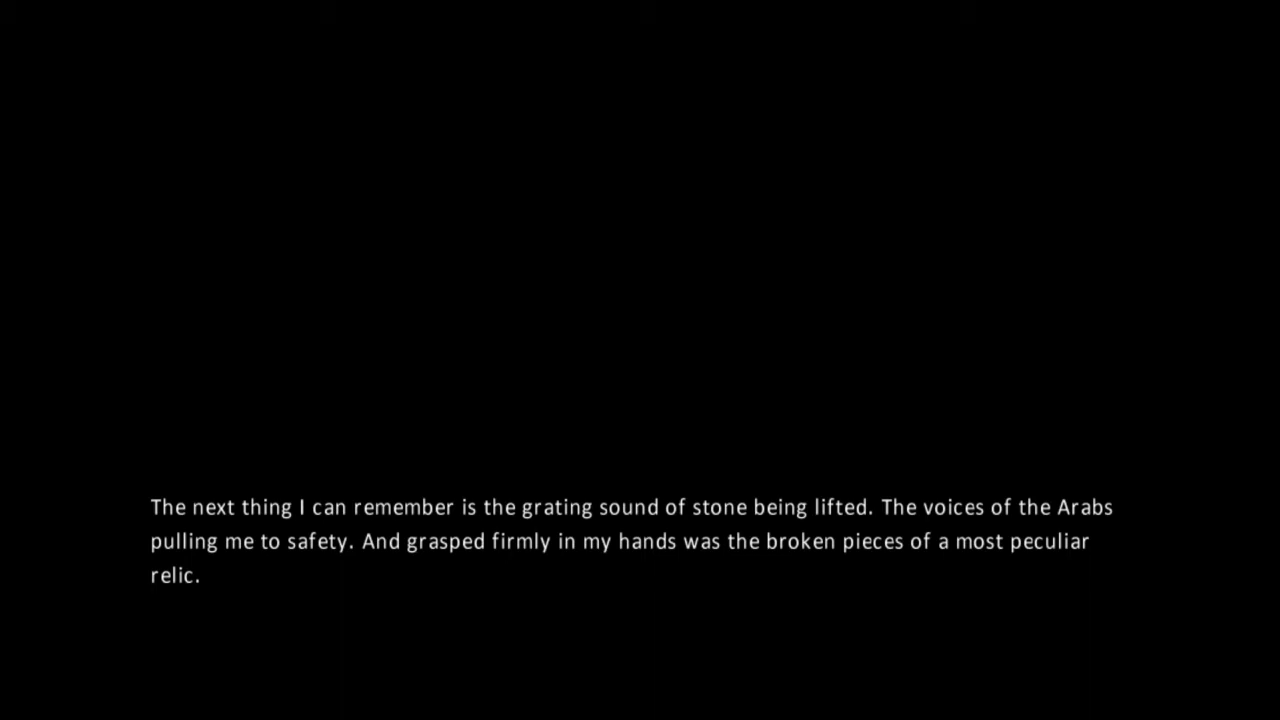 The next thing I can remember is the grating sound of stone being lifted. The voices of the Arabs
pulling me to safety. And grasped firmly in my hands was the broken pieces of a most peculiar
relic.